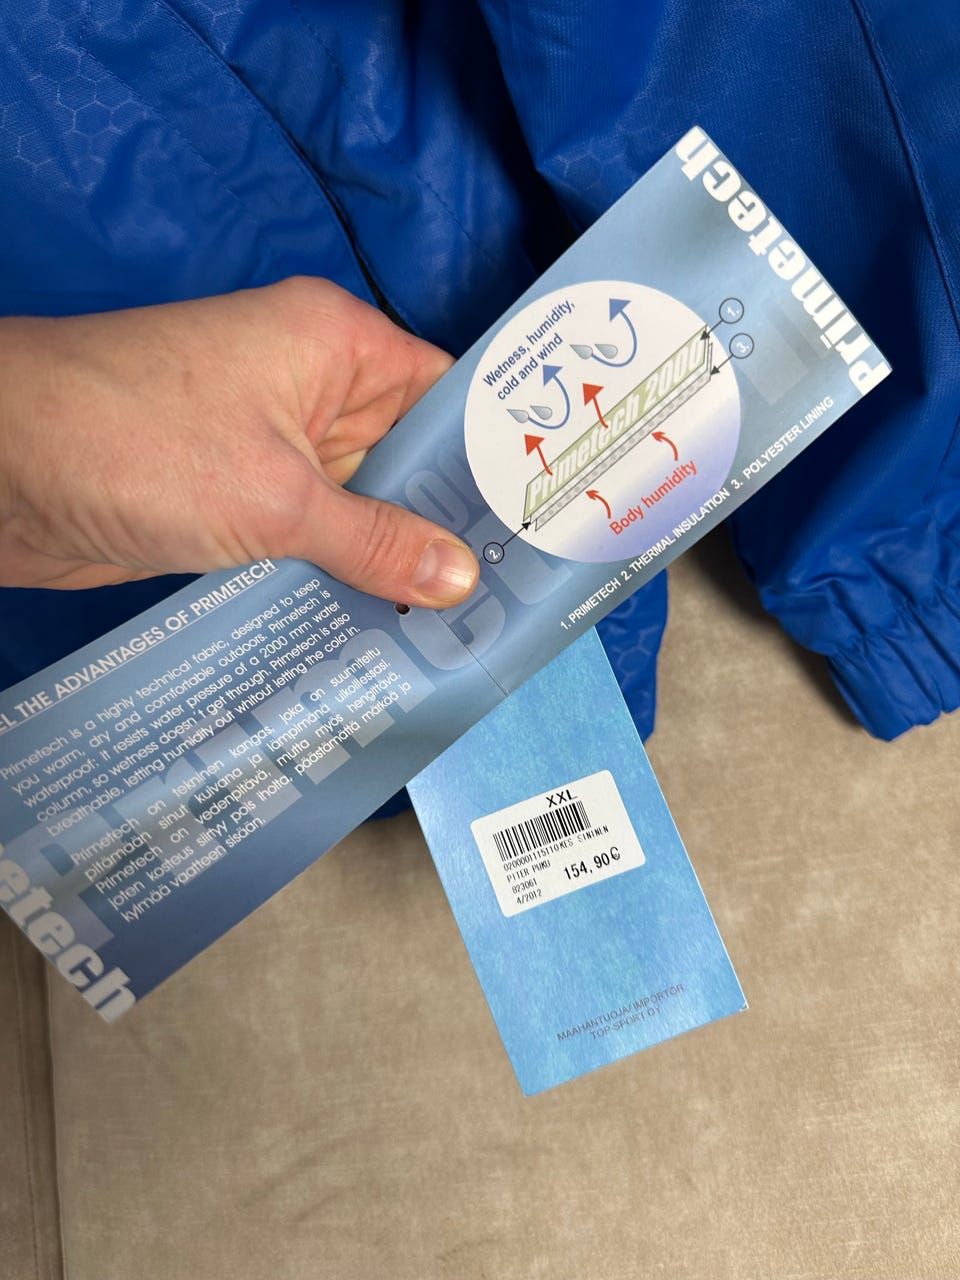 Primetech
Wetness, humidity,
cold and wind
1.
3.
Primetech 2000
Body humidity
2.
1. PRIMETECH 2. THERMAL INSULATION 3. POLYESTER LINING
THE ADVANTAGES OF PRIMETECH
Primetech is a highly technical fabric, designed to keep
you warm, dry and comfortable outdoors. Primetech is
waterproof: it resists water pressure of a 2000 mm water
column, so wetness doesn't get through. Primetech is also
breathable, letting humidity out whitout letting the cold in.
Primetech on tekninen kangas, joka on suunniteltu
pitämään sinut kuivana ja lämpimänä ulkoillessasi.
Primetech on vedenpitävä, mutta myös hengittävä,
joten kosteus siirtyy pois iholta, päästämättä märkää ja
kylmää vaatteen sisään.
etech
XXL
0200001115110KES SININEN
PITER PUKU
823061
154,90€
4/2012
MAAHANTUOJA/IMPORTÖR:
TOP-SPORT OY